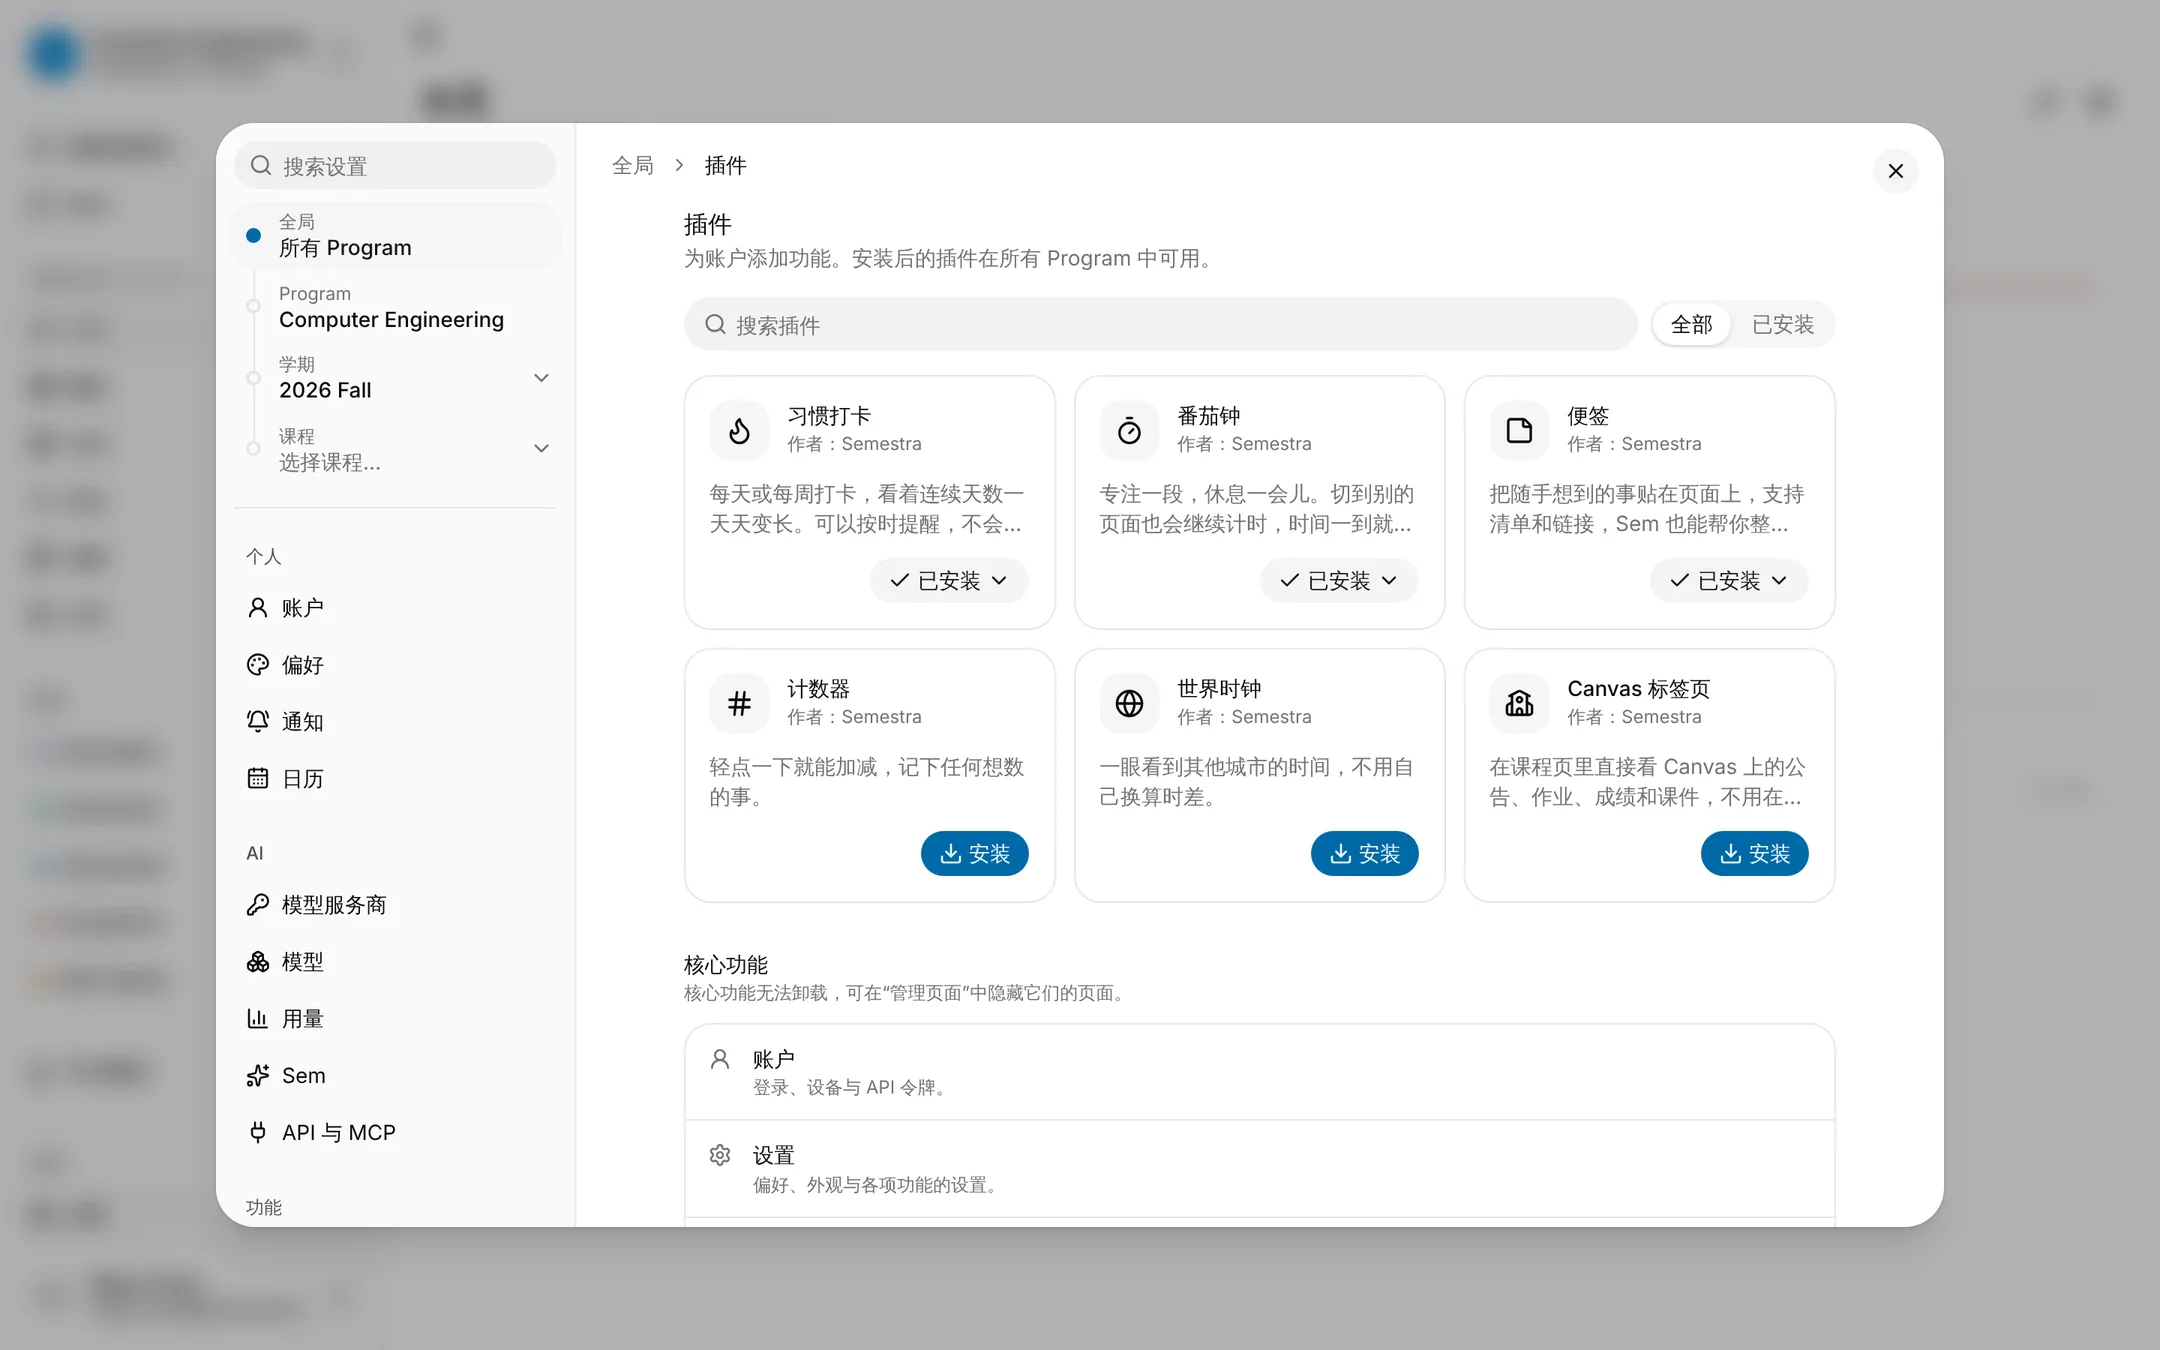 搜索设置
全局
所有 Program
Program
Computer Engineering
学期
2026 Fall
课程
选择课程...
个人
账户
偏好
通知
日历
AI
模型服务商
模型
用量
Sem
API 与 MCP
功能
全局 > 插件
插件
为账户添加功能。安装后的插件在所有 Program 中可用。
搜索插件
全部
已安装
习惯打卡
作者：Semestra
每天或每周打卡，看着连续天数一
天天变长。可以按时提醒，不会...
已安装
番茄钟
作者：Semestra
专注一段，休息一会儿。切到别的
页面也会继续计时，时间一到就...
已安装
便签
作者：Semestra
把随手想到的事贴在页面上，支持
清单和链接，Sem 也能帮你整...
已安装
计数器
作者：Semestra
轻点一下就能加减，记下任何想数
的事。
安装
世界时钟
作者：Semestra
一眼看到其他城市的时间，不用自
己换算时差。
安装
Canvas 标签页
作者：Semestra
在课程页里直接看 Canvas 上的公
告、作业、成绩和课件，不用在...
安装
核心功能
核心功能无法卸载，可在“管理页面”中隐藏它们的页面。
账户
登录、设备与 API 令牌。
设置
偏好、外观与各项功能的设置。